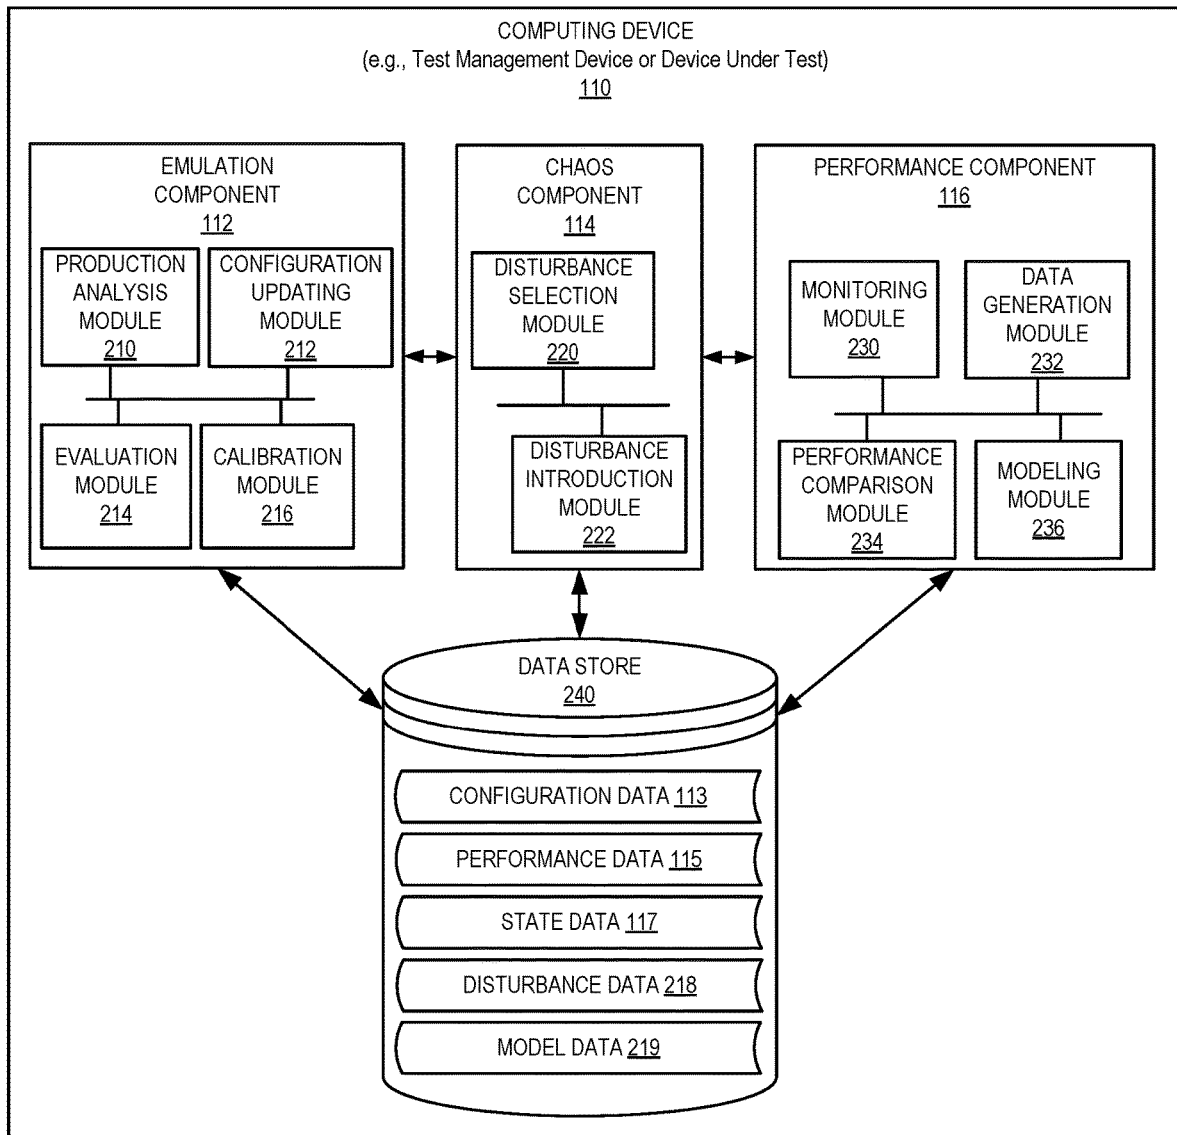 COMPUTING DEVICE
(e.g., Test Management Device or Device Under Test)
110
EMULATION
COMPONENT
112
PRODUCTION
ANALYSIS
MODULE
210
CONFIGURATION
UPDATING
MODULE
212
EVALUATION
MODULE
214
CALIBRATION
MODULE
216
CHAOS
COMPONENT
114
DISTURBANCE
SELECTION
MODULE
220
DISTURBANCE
INTRODUCTION
MODULE
222
PERFORMANCE COMPONENT
116
MONITORING
MODULE
230
DATA
GENERATION
MODULE
232
PERFORMANCE
COMPARISON
MODULE
234
MODELING
MODULE
236
DATA STORE
240
CONFIGURATION DATA 113
PERFORMANCE DATA 115
STATE DATA 117
DISTURBANCE DATA 218
MODEL DATA 219